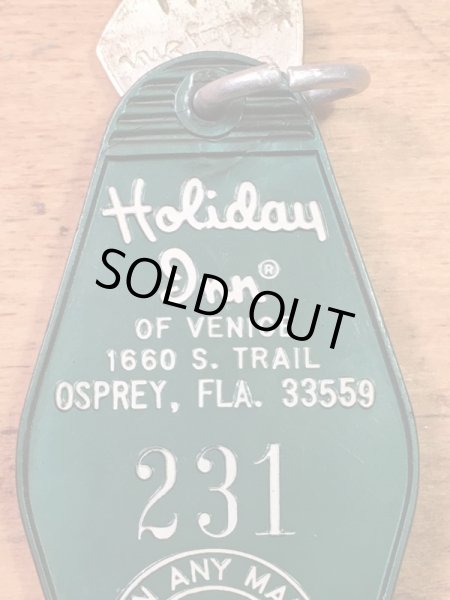 Holiday
Inn®
OF VENICE
1660 S. TRAIL
OSPREY, FLA. 33559
SOLD OUT
231
N ANY MA